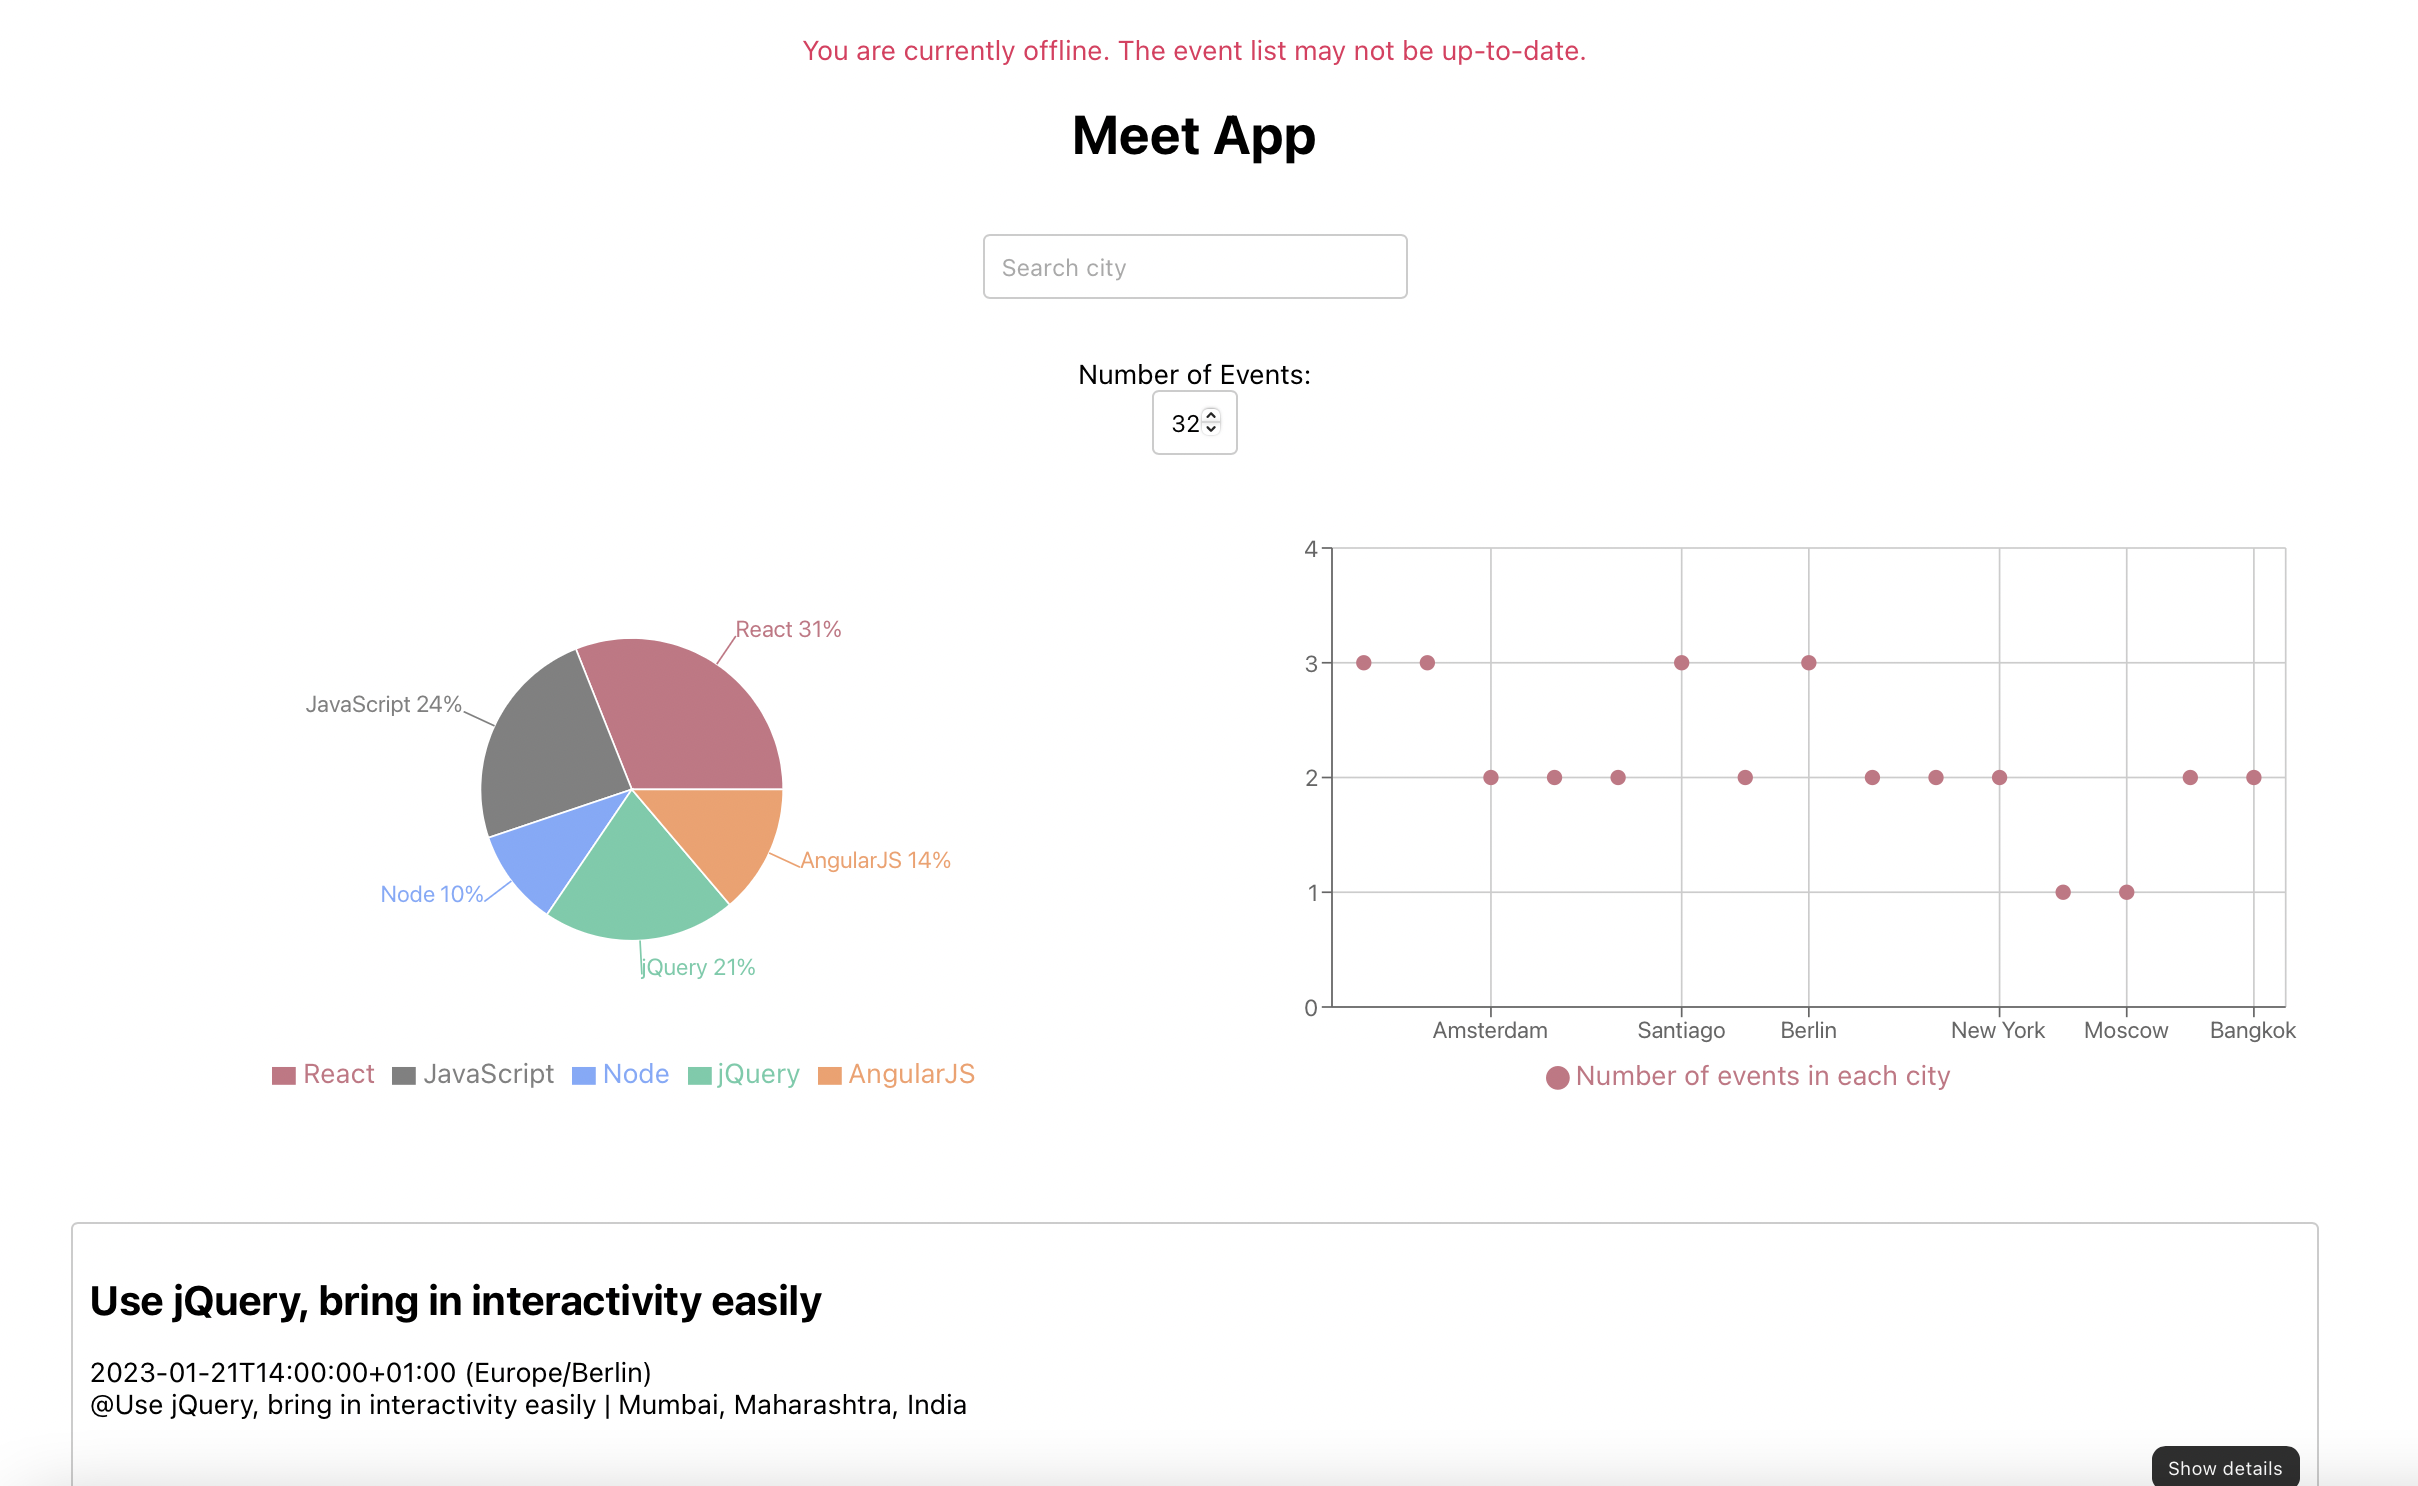 You are currently offline. The event list may not be up-to-date.
Meet App
Search city
Number of Events:
32
React 31%
JavaScript 24%
Node 10%
jQuery 21%
AngularJS 14%
React JavaScript Node jQuery AngularJS
4
3
2
1
0
Amsterdam Santiago Berlin New York Moscow Bangkok
Number of events in each city
Use jQuery, bring in interactivity easily
2023-01-21T14:00:00+01:00 (Europe/Berlin)
@Use jQuery, bring in interactivity easily | Mumbai, Maharashtra, India
Show details